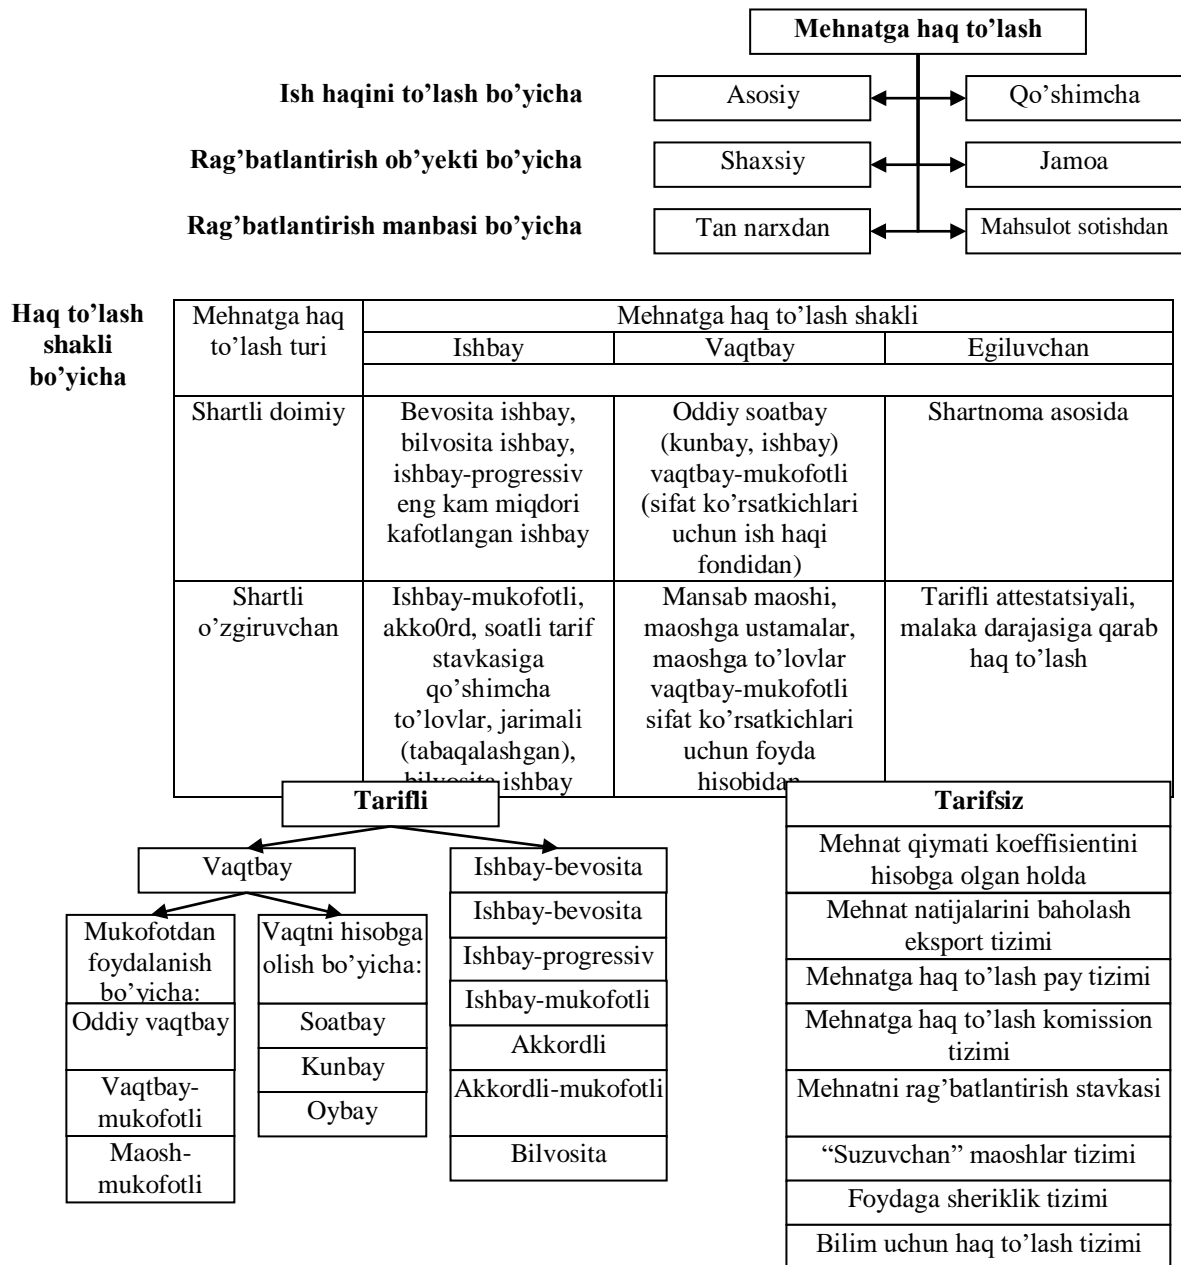 Mehnatga haq to’lash
Ish haqini to’lash bo’yicha
Asosiy
Qo’shimcha
Rag’batlantirish ob’yekti bo’yicha
Shaxsiy
Jamoa
Rag’batlantirish manbasi bo’yicha
Tan narxdan
Mahsulot sotishdan
Haq to’lash
shakli
bo’yicha
Mehnatga haq
to’lash turi
Mehnatga haq to’lash shakli
Ishbay
Vaqtbay
Egiluvchan
Shartli doimiy
Bevosita ishbay,
bilvosita ishbay,
ishbay-progressiv
eng kam miqdori
kafotlangan ishbay
Oddiy soatbay
(kunbay, ishbay)
vaqtbay-mukofotli
(sifat ko’rsatkichlari
uchun ish haqi
fondidan)
Shartnoma asosida
Shartli
o’zgiruvchan
Ishbay-mukofotli,
akko0rd, soatli tarif
stavkasiga
qo’shimcha
to’lovlar, jarimali
(tabaqalashgan),
bilvosita ishbay
Mansab maoshi,
maoshga ustamalar,
maoshga to’lovlar
vaqtbay-mukofotli
sifat ko’rsatkichlari
uchun foyda
hisobidan
Tarifli attestatsiyali,
malaka darajasiga qarab
haq to’lash
Tarifli
Vaqtbay
Mukofotdan
foydalanish
bo’yicha:
Oddiy vaqtbay
Vaqtbay-
mukofotli
Maosh-
mukofotli
Vaqtni hisobga
olish bo’yicha:
Soatbay
Kunbay
Oybay
Ishbay-bevosita
Ishbay-bevosita
Ishbay-progressiv
Ishbay-mukofotli
Akkordli
Akkordli-mukofotli
Bilvosita
Tarifsiz
Mehnat qiymati koeffisientini
hisobga olgan holda
Mehnat natijalarini baholash
eksport tizimi
Mehnatga haq to’lash pay tizimi
Mehnatga haq to’lash komission
tizimi
Mehnatni rag’batlantirish stavkasi
“Suzuvchan” maoshlar tizimi
Foydaga sheriklik tizimi
Bilim uchun haq to’lash tizimi